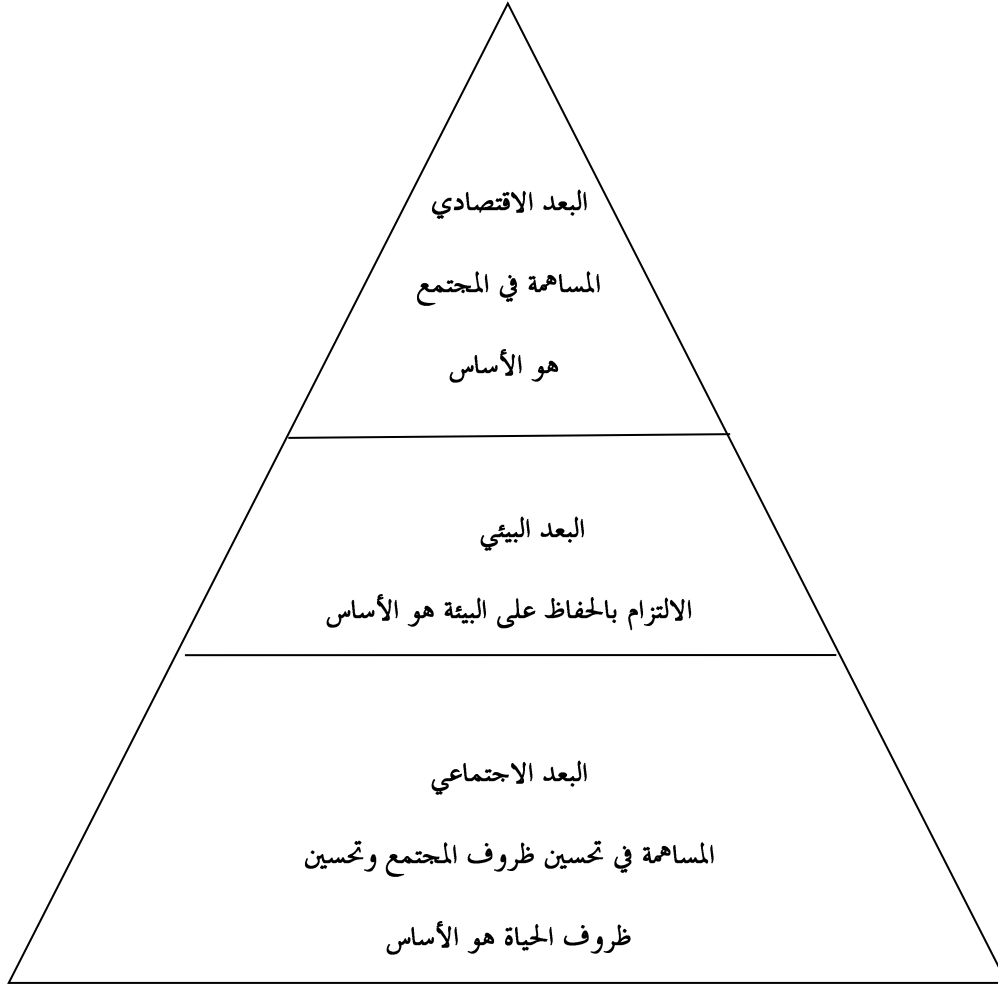 البعد الاقتصادي
المساهمة في المجتمع
هو الأساس
البعد البيئي
الالتزام بالحفاظ على البيئة هو الأساس
البعد الاجتماعي
المساهمة في تحسين ظروف المجتمع وتحسين
ظروف الحياة هو الأساس